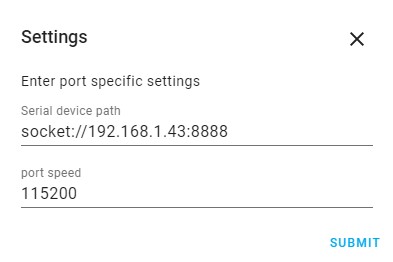 Settings
Enter port specific settings
Serial device path
socket://192.168.1.43:8888
port speed
115200
SUBMIT